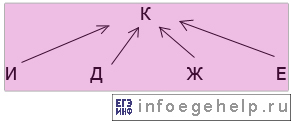 К
И Д Ж Е
ЕГЭ
ИНФ
infoegehelp.ru